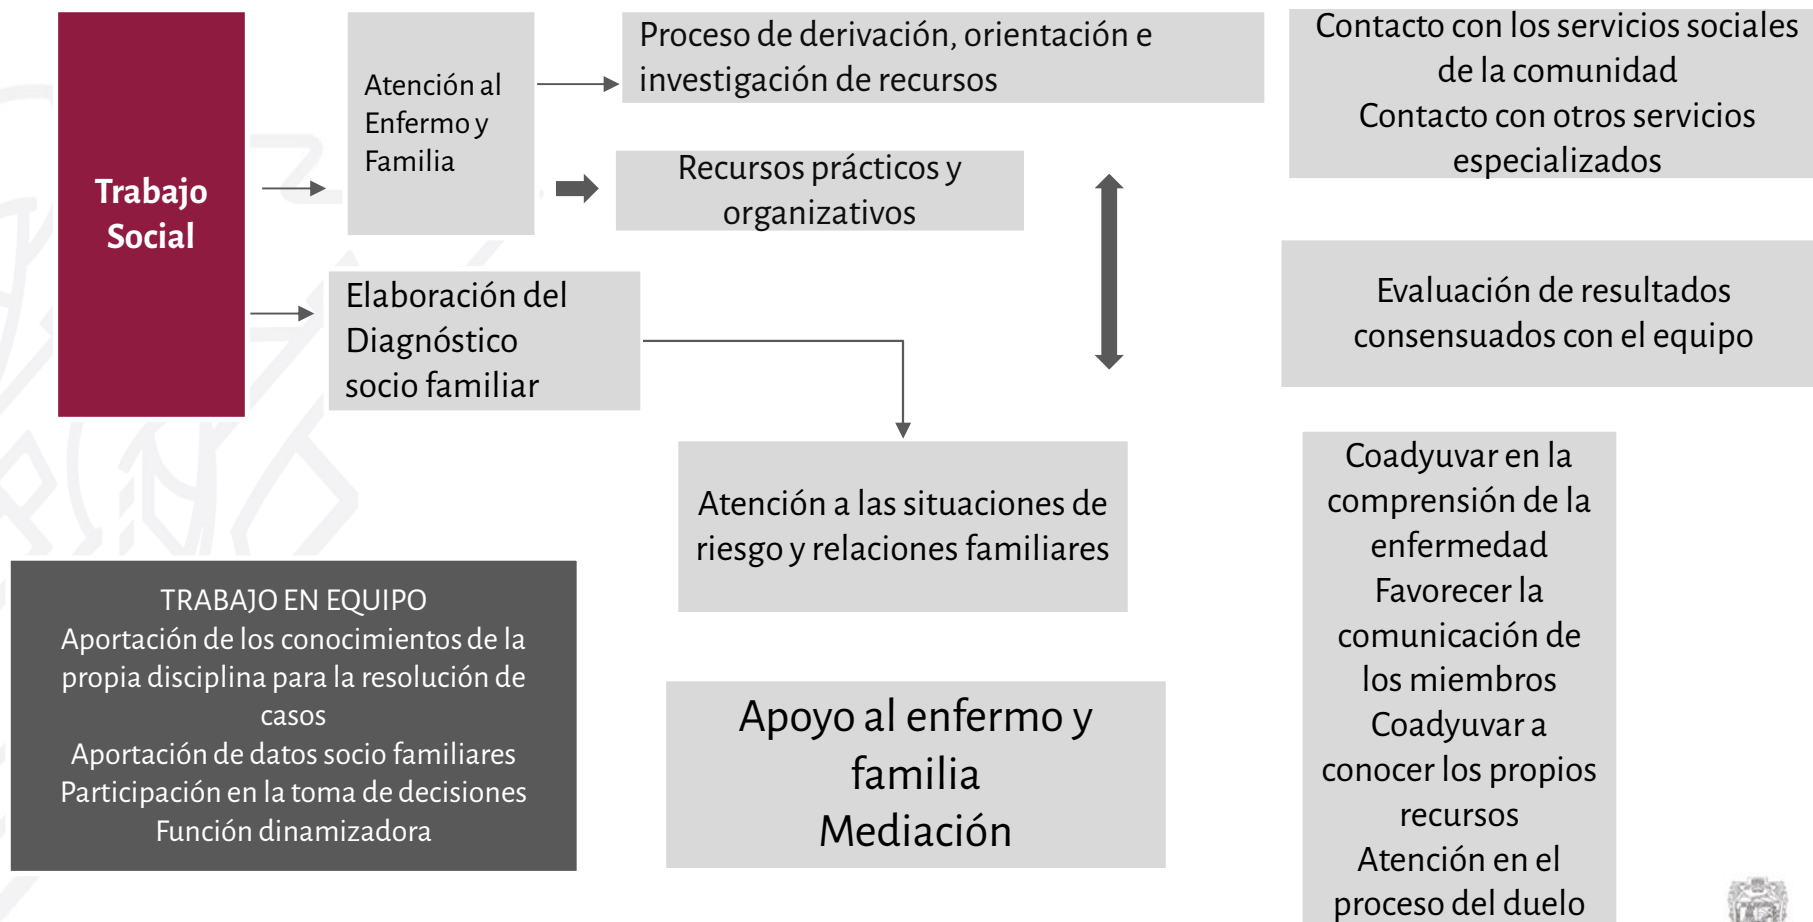 Trabajo
Social
Atención al
Enfermo y
Familia
Proceso de derivación, orientación e
investigación de recursos
Recursos prácticos y
organizativos
Elaboración del
Diagnóstico
socio familiar
Atención a las situaciones de
riesgo y relaciones familiares
Apoyo al enfermo y
familia
Mediación
TRABAJO EN EQUIPO
Aportación de los conocimientos de la
propia disciplina para la resolución de
casos
Aportación de datos socio familiares
Participación en la toma de decisiones
Función dinamizadora
Contacto con los servicios sociales
de la comunidad
Contacto con otros servicios
especializados
Evaluación de resultados
consensuados con el equipo
Coadyuvar en la
comprensión de la
enfermedad
Favorecer la
comunicación de
los miembros
Coadyuvar a
conocer los propios
recursos
Atención en el
proceso del duelo